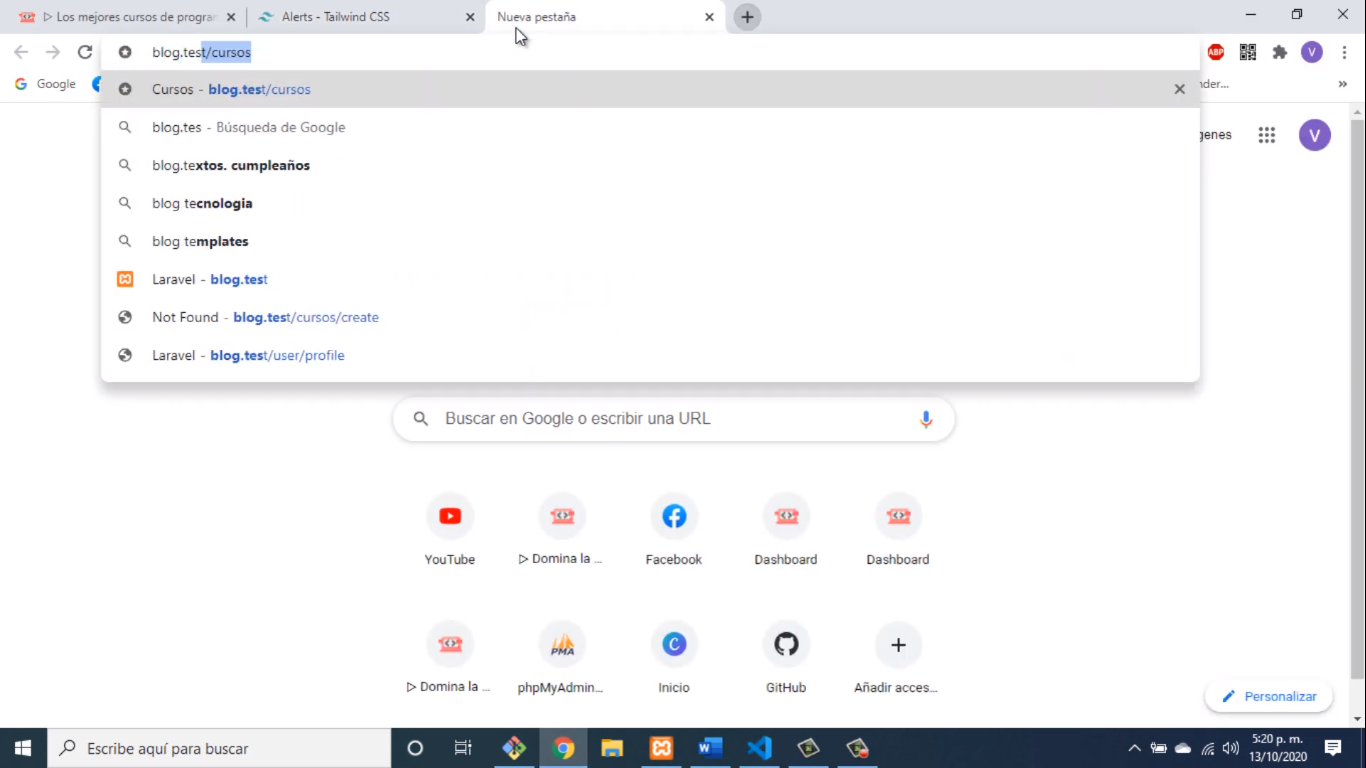 ▷ Los mejores cursos de progran
Alerts - Tailwind CSS
Nueva pestaña
blog.test/cursos
ABP
V
Google
nder...
»
Cursos - blog.test/cursos
blog.tes - Búsqueda de Google
blog.textos. cumpleaños
blog tecnologia
blog templates
Laravel - blog.test
Not Found - blog.test/cursos/create
Laravel - blog.test/user/profile
genes
V
Buscar en Google o escribir una URL
YouTube
▷ Domina la ...
Facebook
Dashboard
Dashboard
▷ Domina la ...
PMA
phpMyAdmin...
Inicio
GitHub
Añadir acces...
Personalizar
Escribe aquí para buscar
5:20 p. m.
13/10/2020